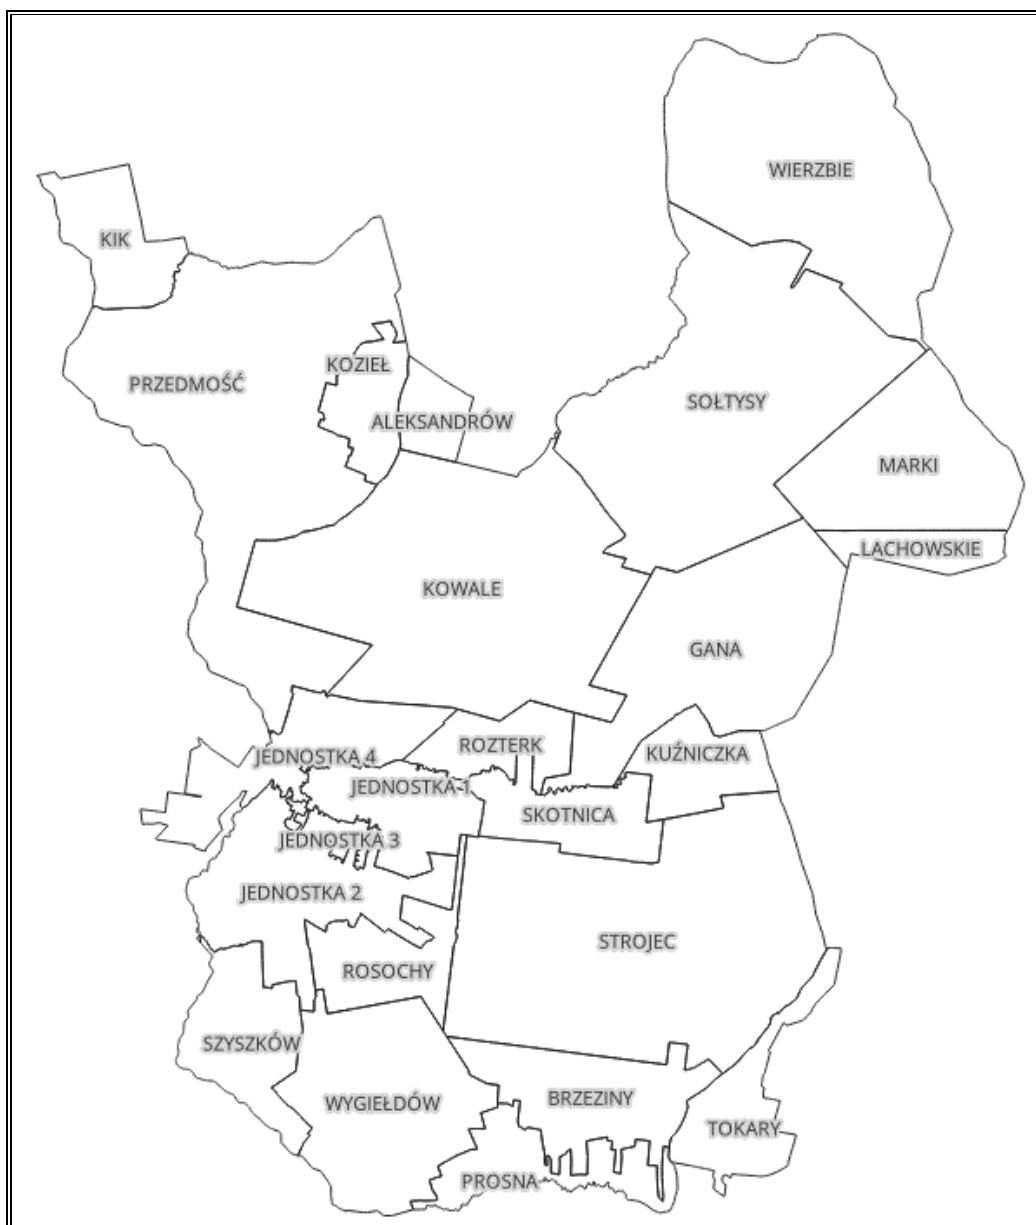 WIERZBIE
KIK
KOZIEŁ
PRZEDMOŚĆ
SOŁTYSY
ALEKSANDRÓW
MARKI
LACHOWSKIE
KOWALE
GANA
ROZTERK
KUŹNICZKA
JEDNOSTKA 4
JEDNOSTKA 1
SKOTNICA
JEDNOSTKA 3
JEDNOSTKA 2
STROJEC
ROSOCHY
SZYSZKÓW
BRZEZINY
WYGIEŁDÓW
TOKARY
PROSNA